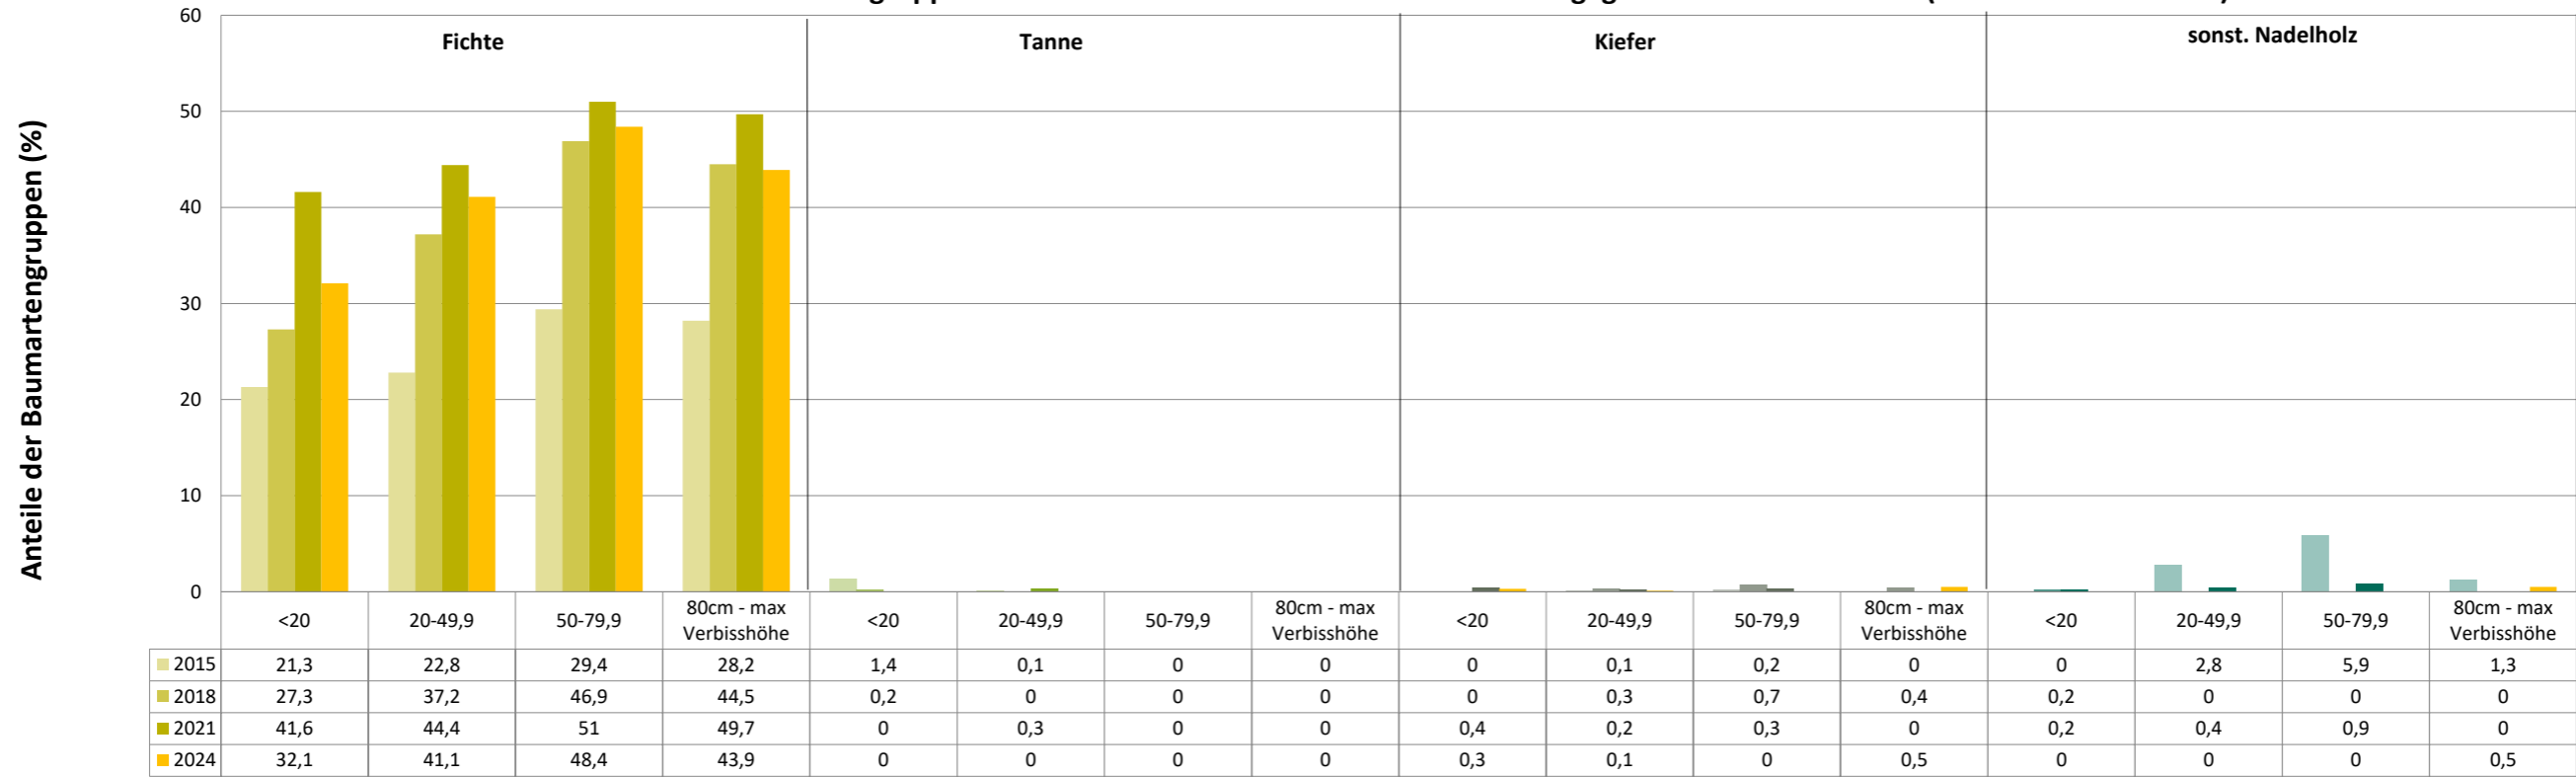 60
Fichte
Tanne
Kiefer
sonst. Nadelholz
50
40
30
20
10
0
Anteile der Baumartengruppen (%)
<20 20-49,9 50-79,9 80cm - max Verbisshöhe <20 20-49,9 50-79,9 80cm - max Verbisshöhe <20 20-49,9 50-79,9 80cm - max Verbisshöhe <20 20-49,9 50-79,9 80cm - max Verbisshöhe
2015 21,3 22,8 29,4 28,2 1,4 0,1 0 0 0 0,1 0,2 0 0 2,8 5,9 1,3
2018 27,3 37,2 46,9 44,5 0,2 0 0 0 0 0,3 0,7 0,4 0,2 0 0 0
2021 41,6 44,4 51 49,7 0 0,3 0 0 0,4 0,2 0,3 0 0,2 0,4 0,9 0
2024 32,1 41,1 48,4 43,9 0 0 0 0 0,3 0,1 0 0,5 0 0 0 0,5